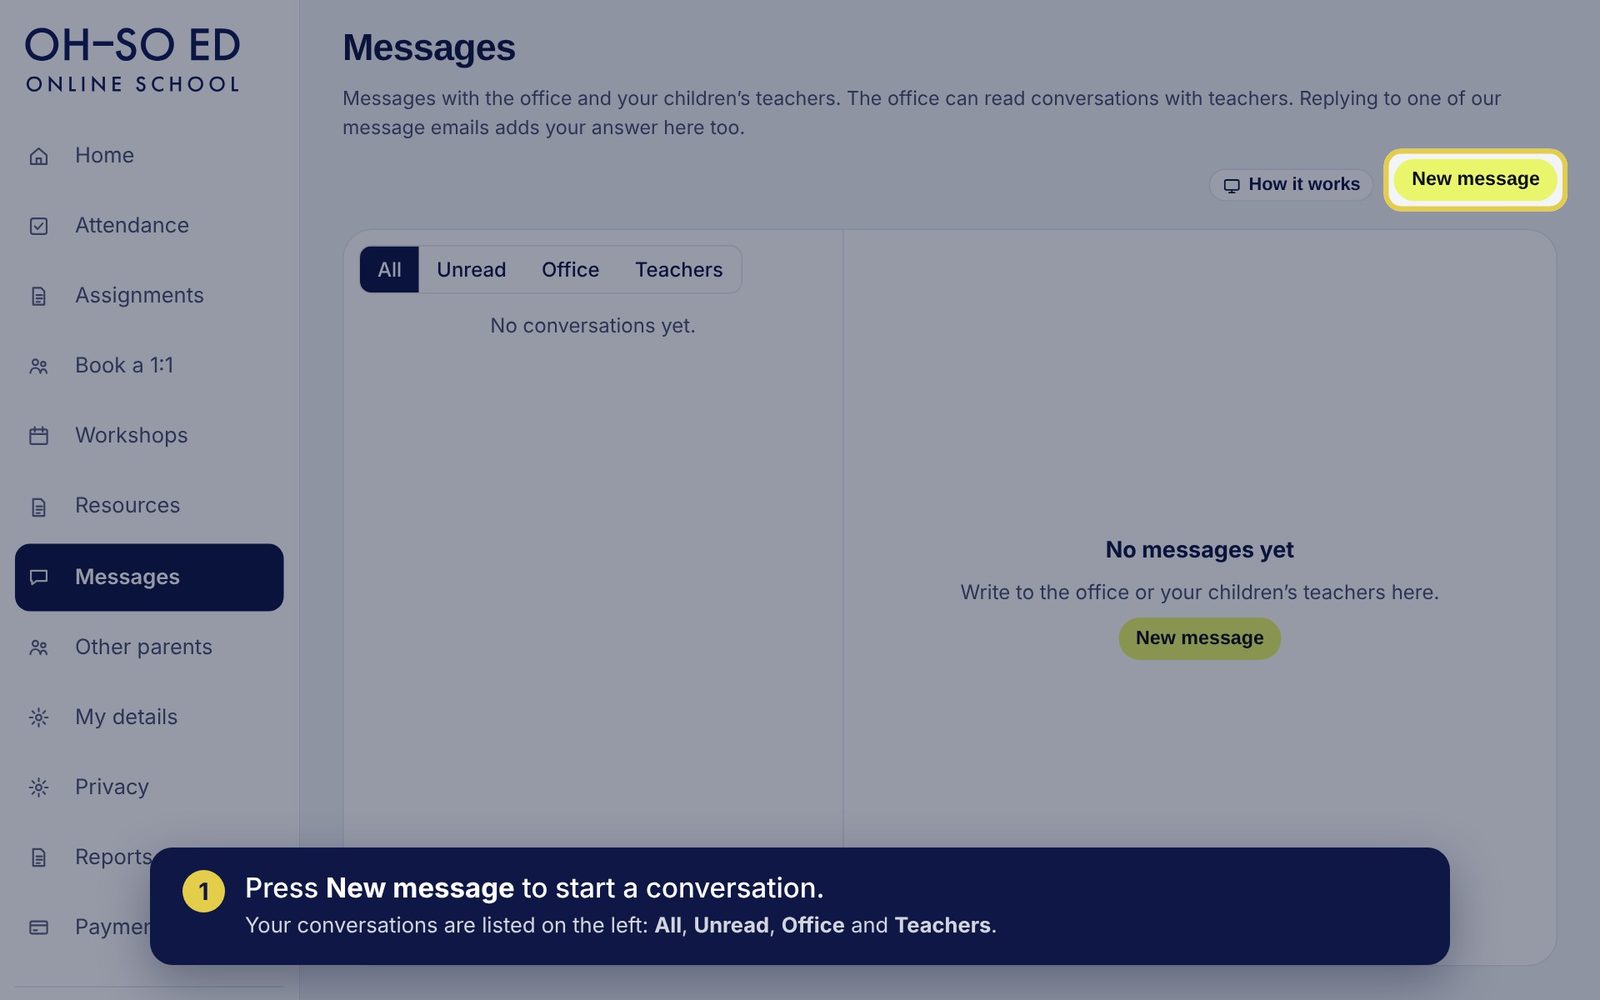 OH–SO ED
ONLINE SCHOOL
Home
Attendance
Assignments
Book a 1:1
Workshops
Resources
Messages
Other parents
My details
Privacy
Reports
Messages
Messages with the office and your children’s teachers. The office can read conversations with teachers. Replying to one of our
message emails adds your answer here too.
How it works
New message
All
Unread
Office
Teachers
No conversations yet.
No messages yet
Write to the office or your children’s teachers here.
New message
1
Press New message to start a conversation.
Your conversations are listed on the left: All, Unread, Office and Teachers.